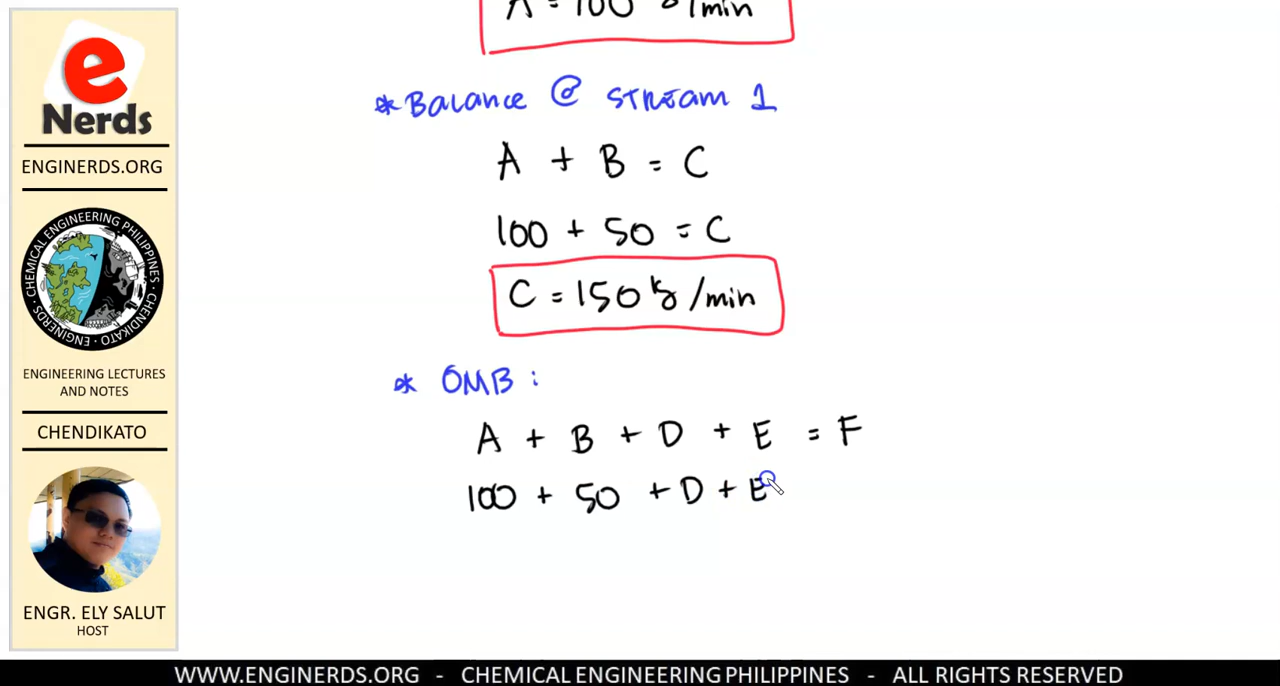 A = 100 /min
e
Nerds
ENGINERDS.ORG
CHEMICAL ENGINEERING PHILIPPINES
CHENDIKATO - ENGINERDS
ENGINEERING LECTURES
AND NOTES
CHENDIKATO
ENGR. ELY SALUT
HOST
* Balance @ STREAM 1
A + B = C
100 + 50 = C
C = 150 kg/min
* OMB :
A + B + D + E = F
100 + 50 + D + E
WWW.ENGINERDS.ORG - CHEMICAL ENGINEERING PHILIPPINES - ALL RIGHTS RESERVED